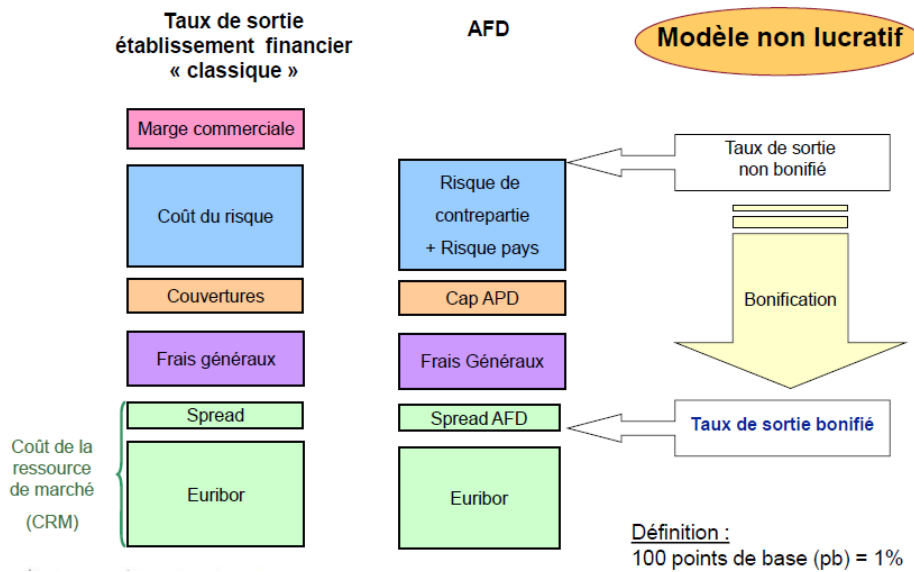 Taux de sortie
établissement financier
« classique »
AFD
Modèle non lucratif
Marge commerciale
Coût du risque
Couvertures
Frais généraux
Spread
Euribor
Coût de la
ressource
de marché
(CRM)
Risque de
contrepartie
+ Risque pays
Cap APD
Frais Généraux
Spread AFD
Euribor
Taux de sortie
non bonifié
Bonification
Taux de sortie bonifié
Définition :
100 points de base (pb) = 1%